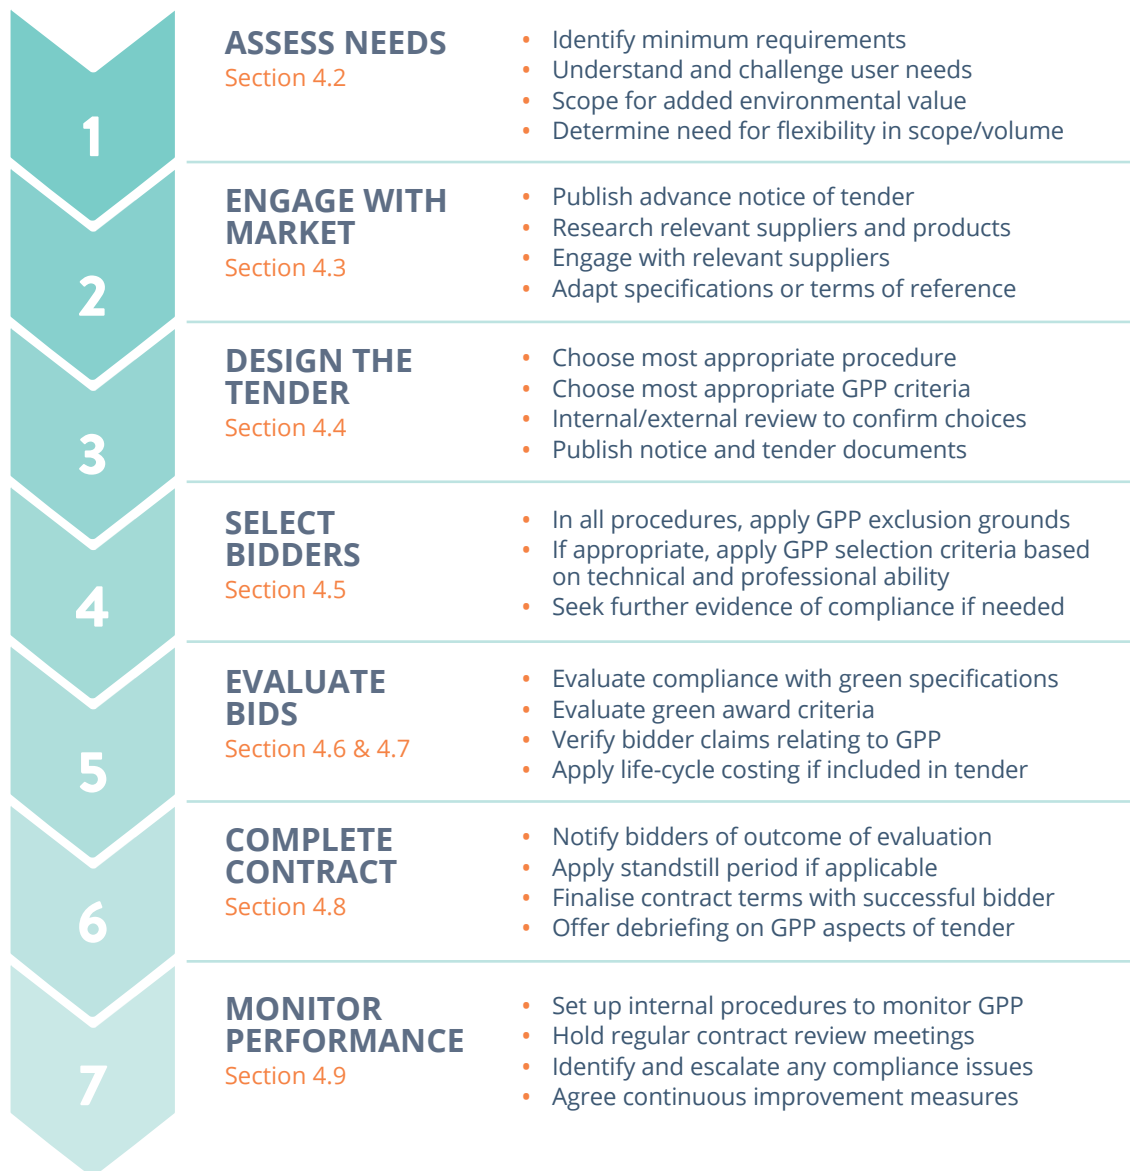 1
ASSESS NEEDS
Section 4.2
• Identify minimum requirements
• Understand and challenge user needs
• Scope for added environmental value
• Determine need for flexibility in scope/volume
2
ENGAGE WITH
MARKET
Section 4.3
• Publish advance notice of tender
• Research relevant suppliers and products
• Engage with relevant suppliers
• Adapt specifications or terms of reference
3
DESIGN THE
TENDER
Section 4.4
• Choose most appropriate procedure
• Choose most appropriate GPP criteria
• Internal/external review to confirm choices
• Publish notice and tender documents
4
SELECT
BIDDERS
Section 4.5
• In all procedures, apply GPP exclusion grounds
• If appropriate, apply GPP selection criteria based
on technical and professional ability
• Seek further evidence of compliance if needed
5
EVALUATE
BIDS
Section 4.6 & 4.7
• Evaluate compliance with green specifications
• Evaluate green award criteria
• Verify bidder claims relating to GPP
• Apply life-cycle costing if included in tender
6
COMPLETE
CONTRACT
Section 4.8
• Notify bidders of outcome of evaluation
• Apply standstill period if applicable
• Finalise contract terms with successful bidder
• Offer debriefing on GPP aspects of tender
7
MONITOR
PERFORMANCE
Section 4.9
• Set up internal procedures to monitor GPP
• Hold regular contract review meetings
• Identify and escalate any compliance issues
• Agree continuous improvement measures